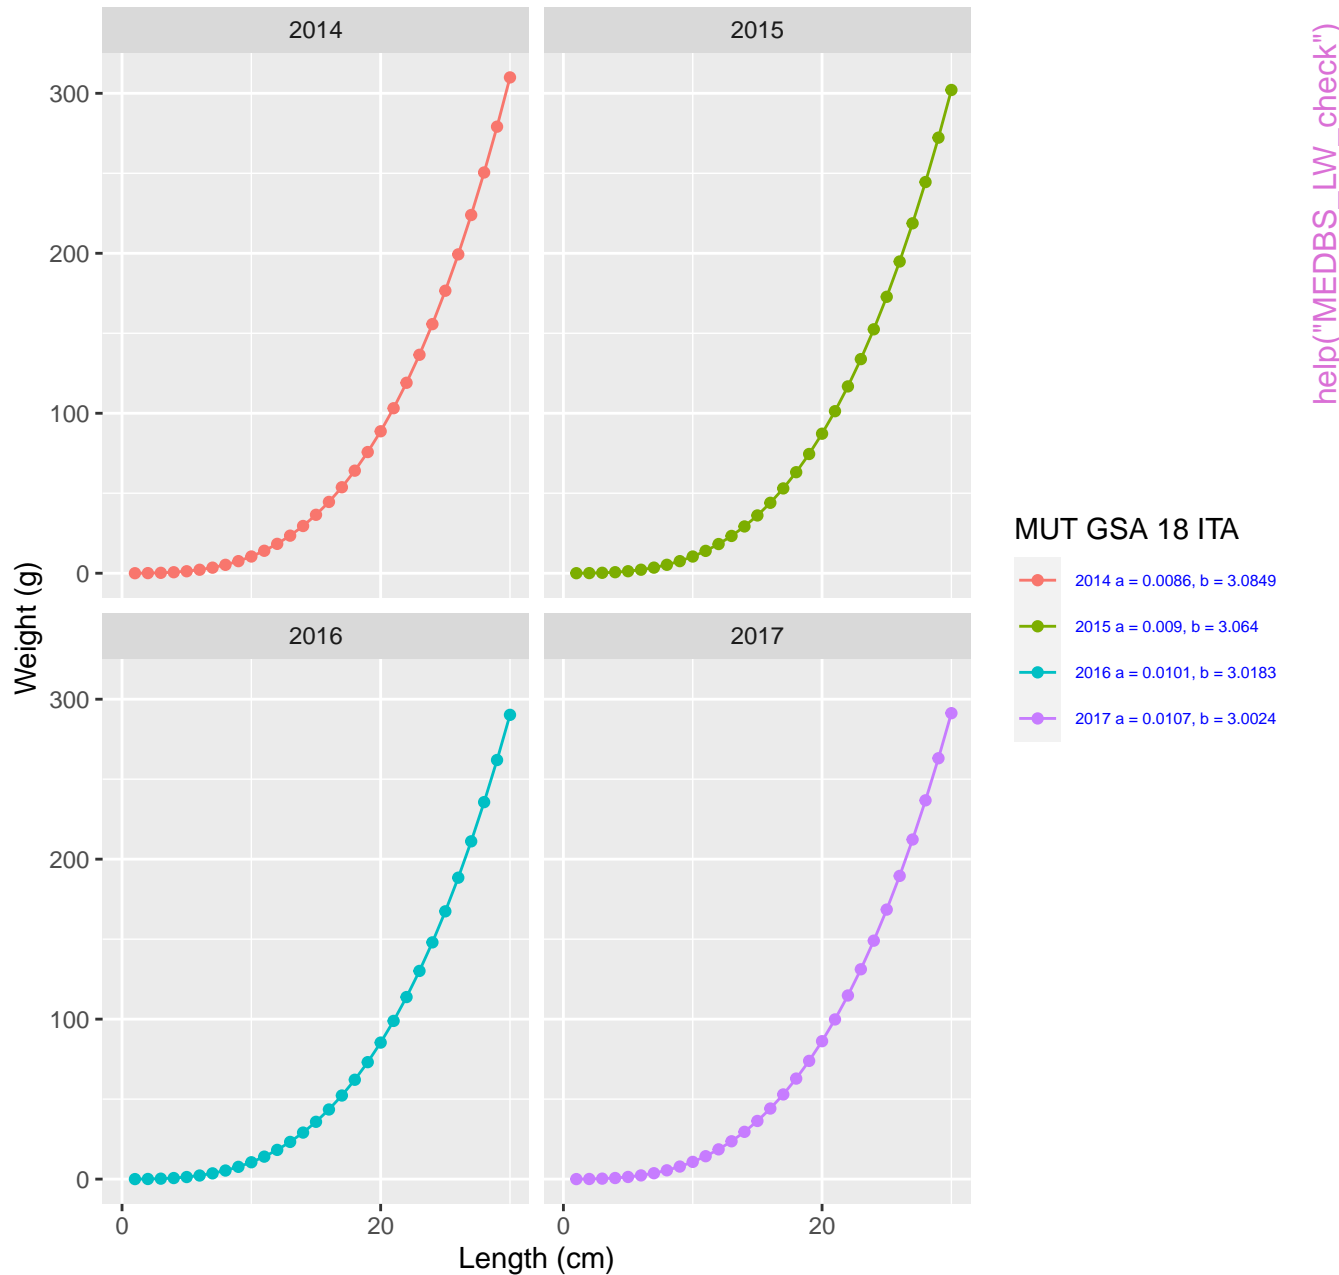 2014
2015
300
200
100
0
2016
2017
300
200
100
0
0
20
0
20
Length (cm)
Weight (g)
MUT GSA 18 ITA
2014 a = 0.0086, b = 3.0849
2015 a = 0.009, b = 3.064
2016 a = 0.0101, b = 3.0183
2017 a = 0.0107, b = 3.0024
help("MEDBS_LW_check")